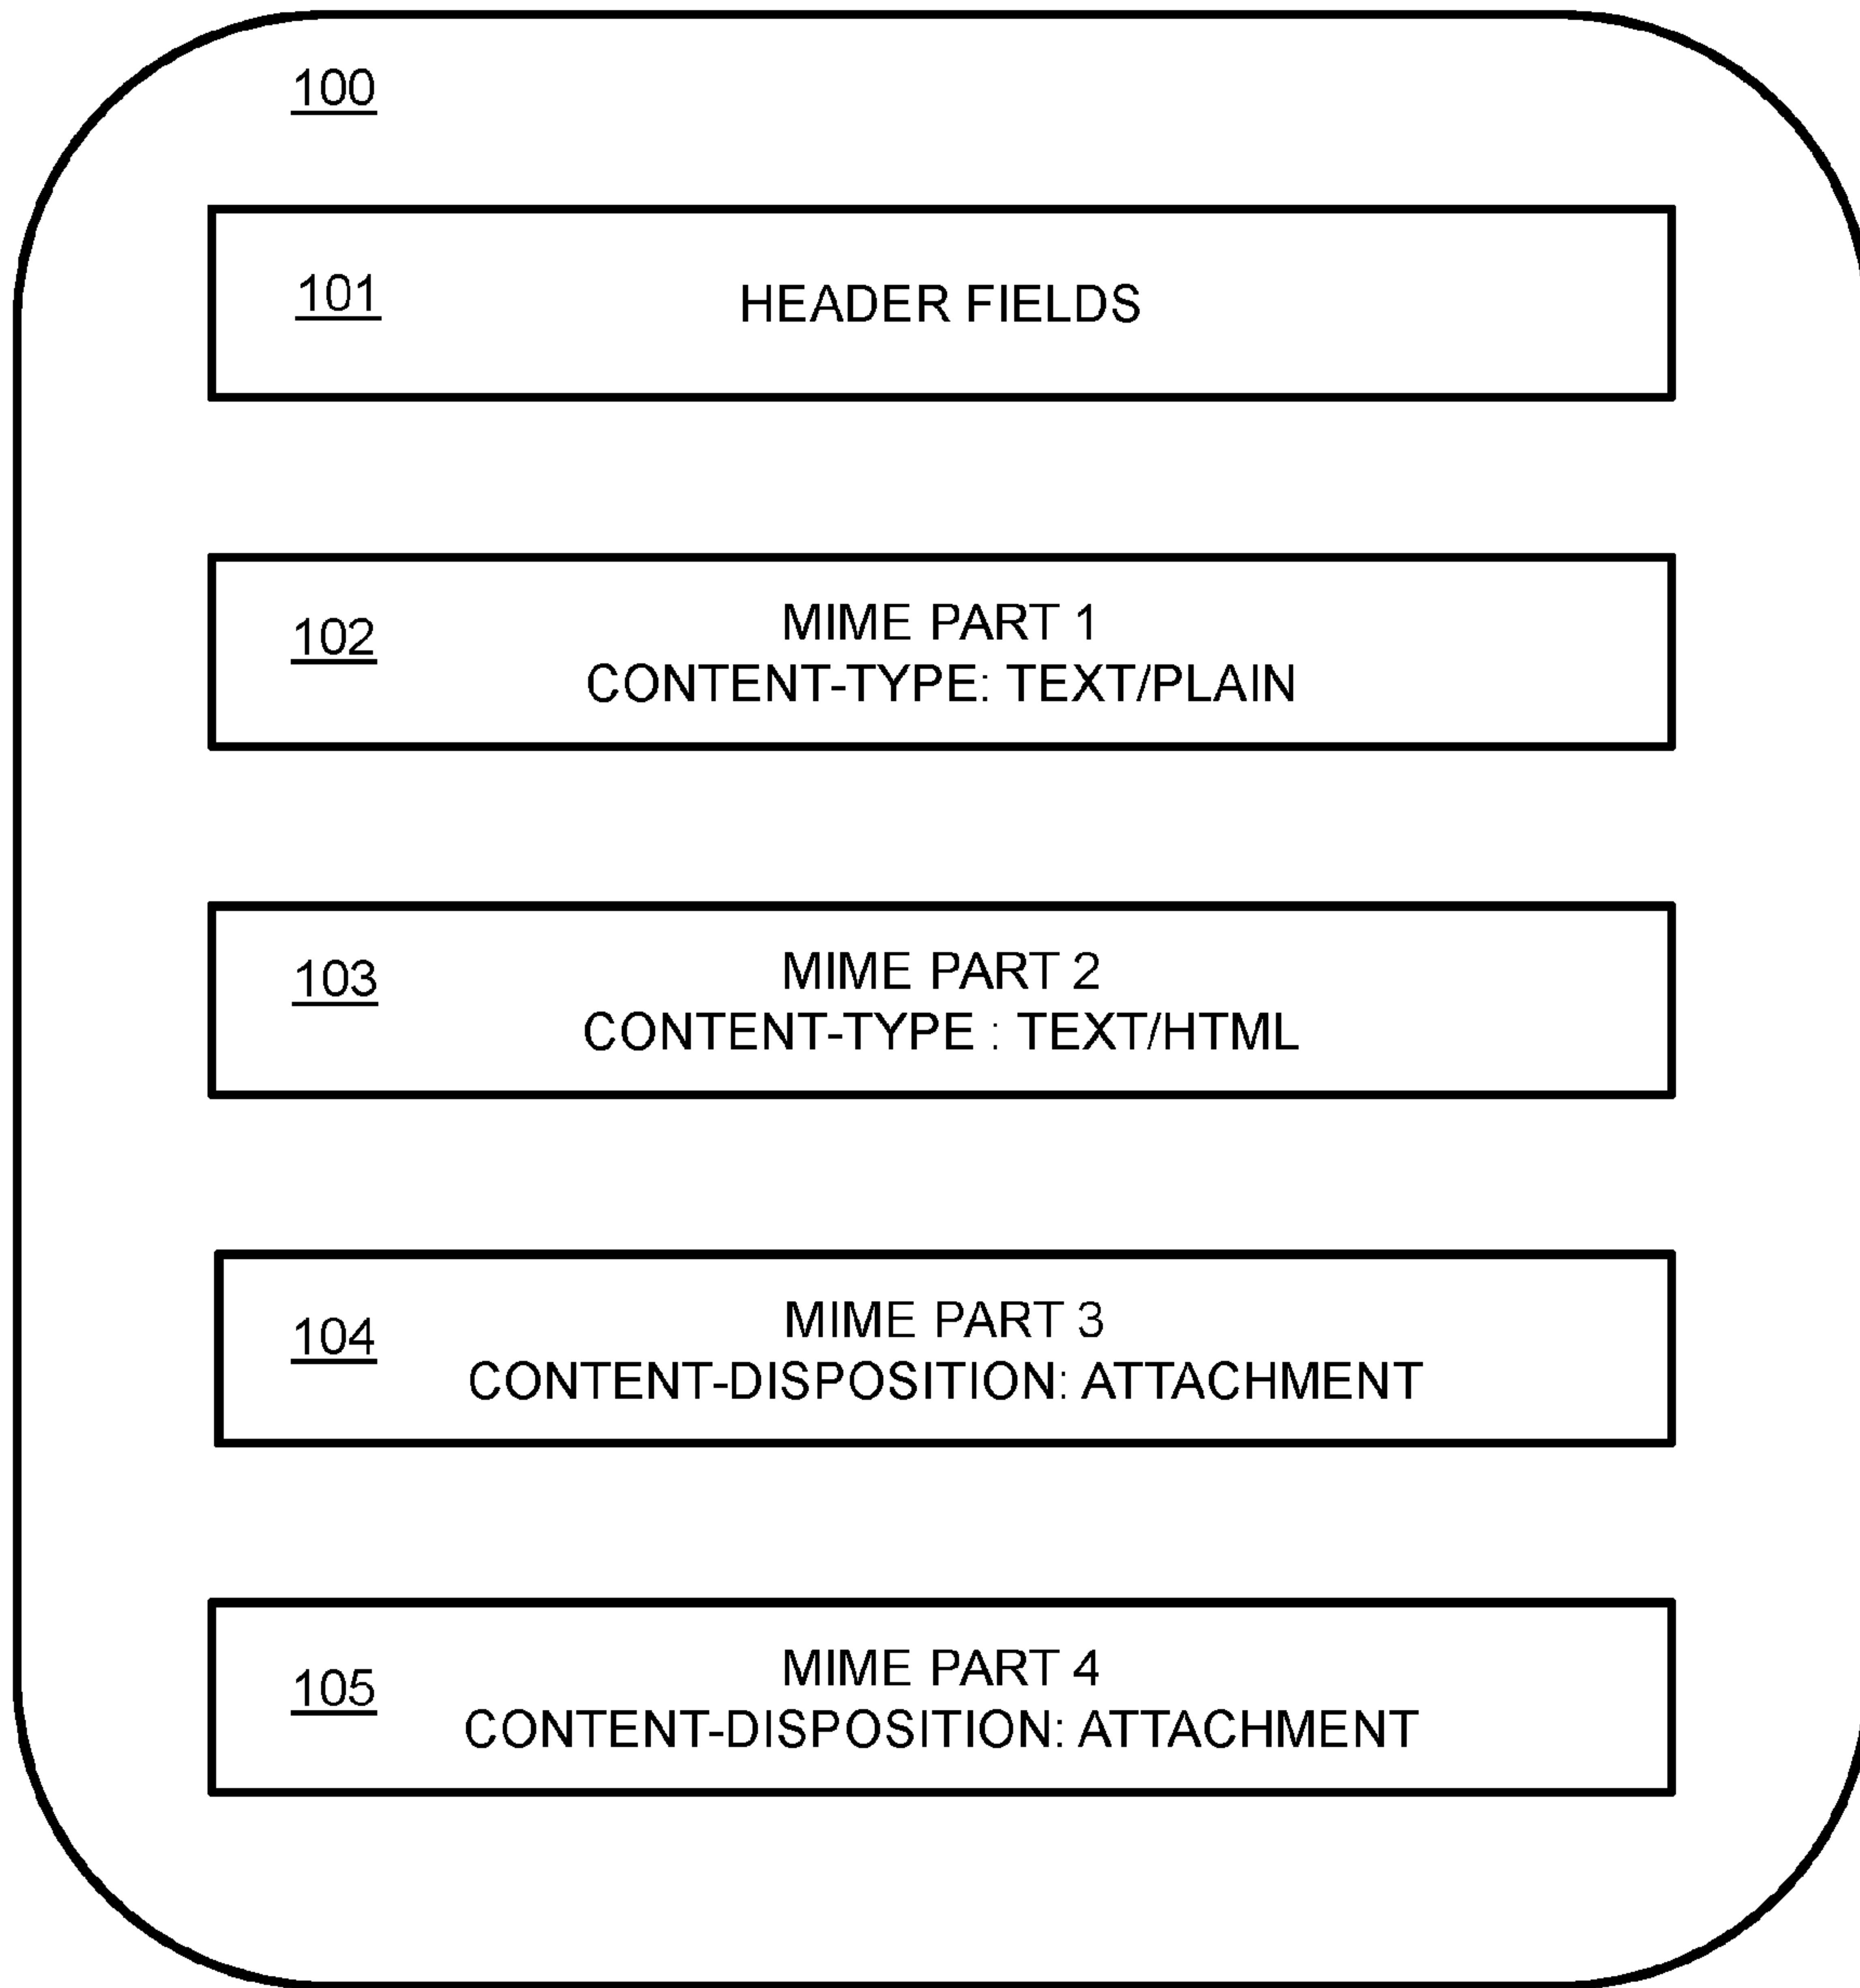 100
101
HEADER FIELDS
102
MIME PART 1
CONTENT-TYPE: TEXT/PLAIN
103
MIME PART 2
CONTENT-TYPE : TEXT/HTML
104
MIME PART 3
CONTENT-DISPOSITION: ATTACHMENT
105
MIME PART 4
CONTENT-DISPOSITION: ATTACHMENT